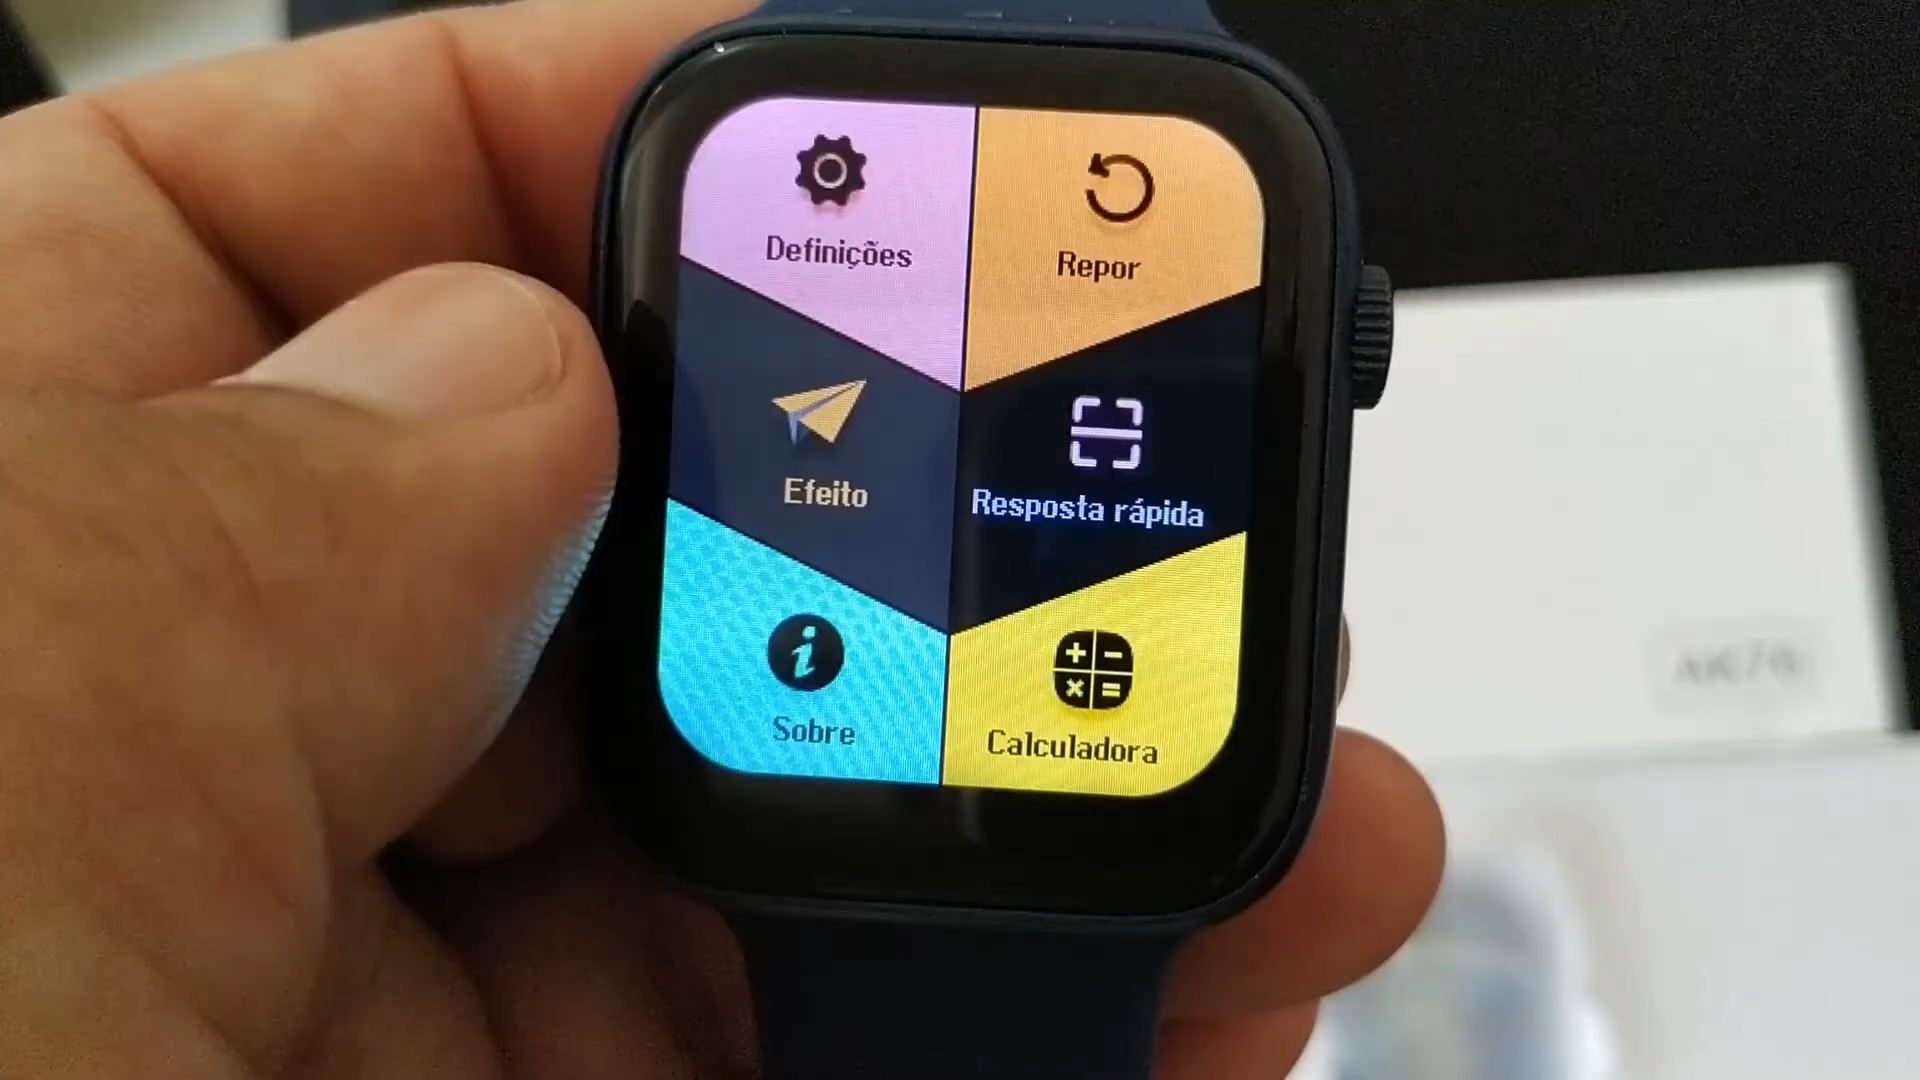 Definições
Repor
Efeito
Resposta rápida
Sobre
Calculadora